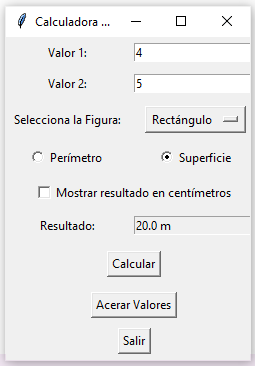 Calculadora ...
Valor 1: 4
Valor 2: 5
Selecciona la Figura: Rectángulo
Perímetro Superficie
Mostrar resultado en centímetros
Resultado: 20.0 m
Calcular
Acerar Valores
Salir